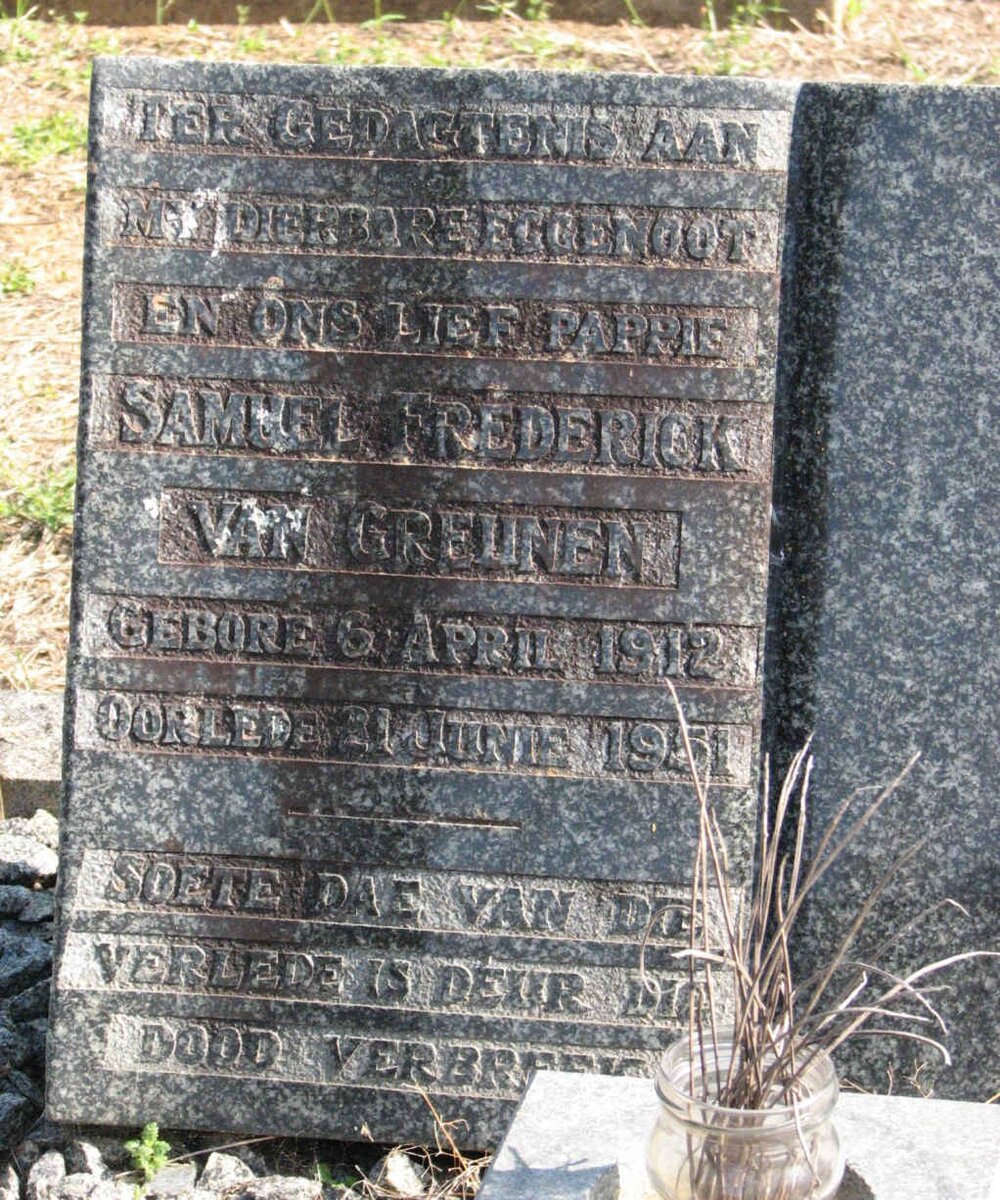 TER GEDAGTENIS AAN
MY DIERBARE EGGENOOT
EN ONS LIEF PAPPIE
SAMUEL FREDERICK
VAN GREUNEN
GEBORE 6 APRIL 1912
OORLEDE 21 JUNIE 1951
SOETE DAE VAN DIE
VERLEDE IS DEUR DIE
DOOD